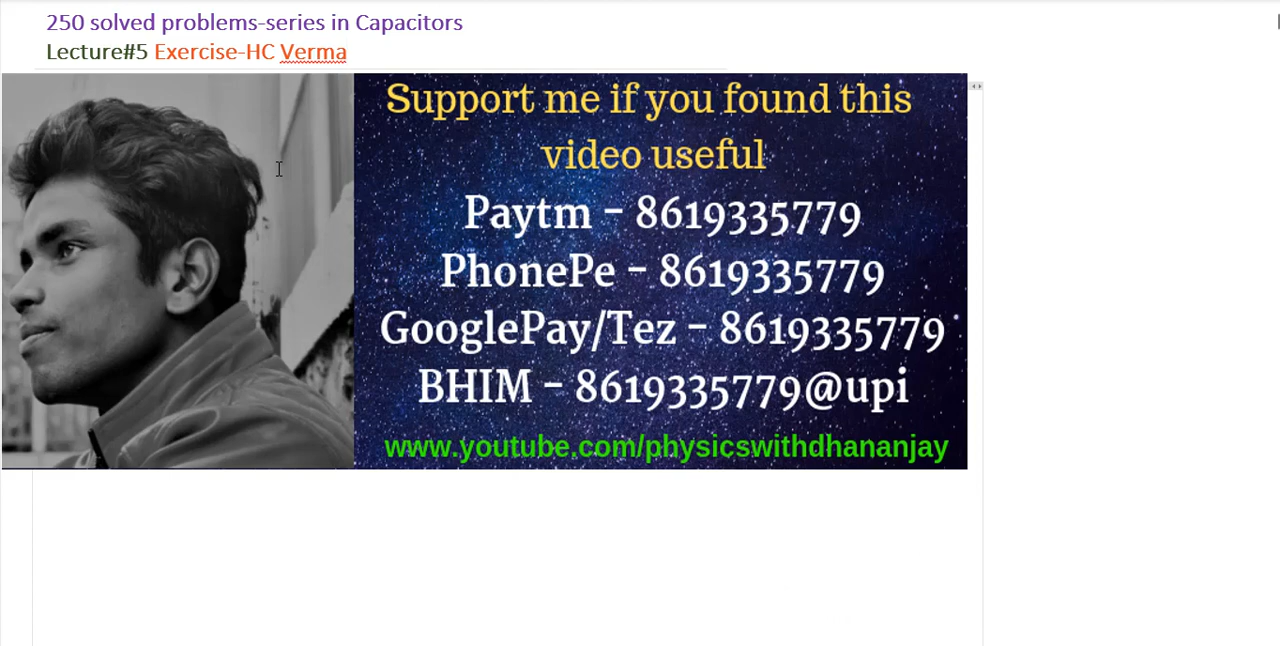 250 solved problems-series in Capacitors
Lecture#5 Exercise-HC Verma
Support me if you found this
video useful
Paytm - 8619335779
PhonePe - 8619335779
GooglePay/Tez - 8619335779
BHIM - 8619335779@upi
www.youtube.com/physicswithdhananjay